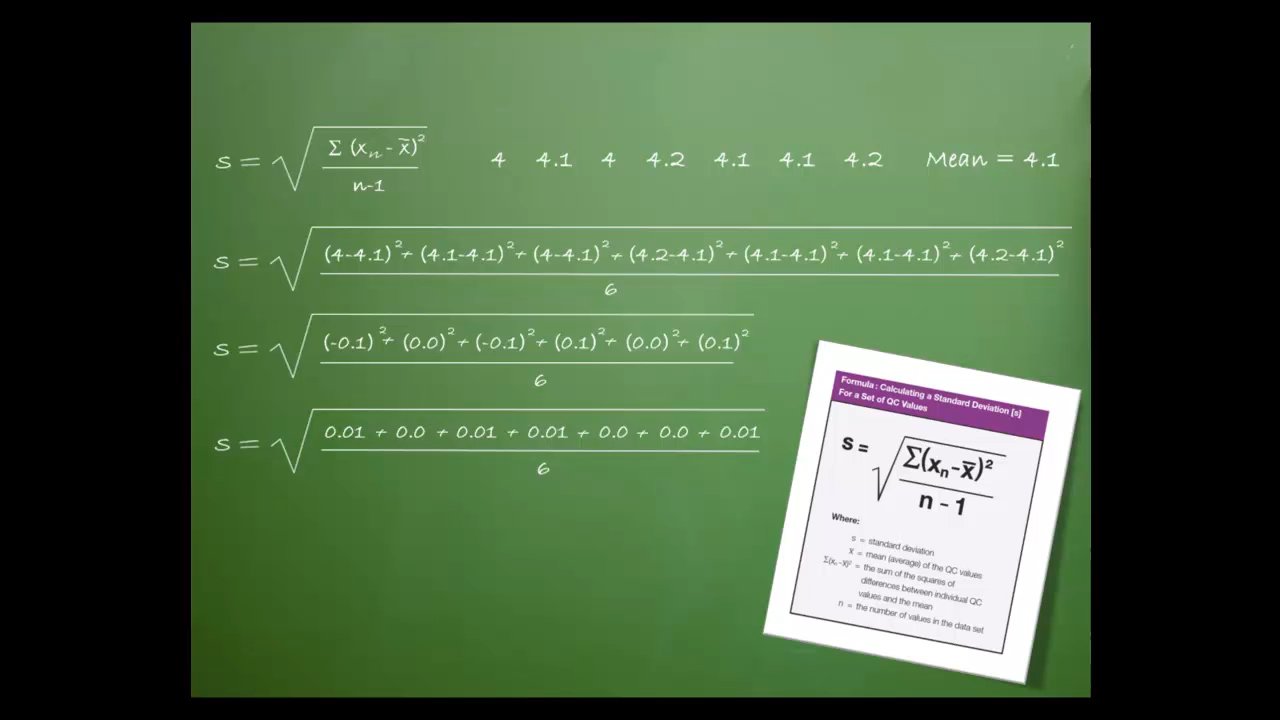 s = √ Σ (xₙ - x̄)² / n-1    4  4.1  4  4.2  4.1  4.1  4.2  Mean = 4.1
s = √ (4-4.1)² + (4.1-4.1)² + (4-4.1)² + (4.2-4.1)² + (4.1-4.1)² + (4.1-4.1)² + (4.2-4.1)² / 6
s = √ (-0.1)² + (0.0)² + (-0.1)² + (0.1)² + (0.0)² + (0.1)² / 6
s = √ 0.01 + 0.0 + 0.01 + 0.01 + 0.0 + 0.0 + 0.01 / 6
Formula : Calculating a Standard Deviation [s]
For a Set of QC Values
s = √ Σ(xₙ-x̄)² / n - 1
Where:
s = standard deviation
x̄ = mean (average) of the QC values
Σ(xₙ-x̄)² = the sum of the squares of
differences between individual QC
values and the mean
n = the number of values in the data set